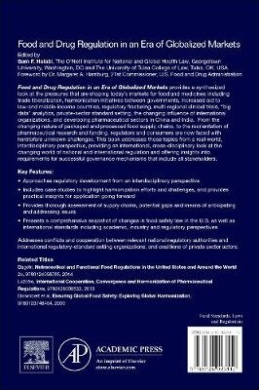 Food and Drug Regulation in an Era of Globalized Markets
Edited by
Sam F. Halabi, The O'Neill Institute for National and Global Health Law, Georgetown
University, Washington, DC and The University of Tulsa College of Law, Tulsa, OK, USA
Foreword by Dr. Margaret A. Hamburg, 21st Commissioner, U.S. Food and Drug Administration
Food and Drug Regulation in an Era of Globalized Markets provides a synthesized
look at the pressures that are shaping today's markets for food and medicines including
trade liberalization, harmonization initiatives between governments, increased aid to
low-and middle-income countries, regulatory fracturing, multi-regional clinical trials, "big
data" analytics, private-sector standard setting, the changing influence of international
organizations, and developing pharmaceutical sectors in China and India. From the
changing nature of packaged and processed food supply chains, to the reorientation of
pharmaceutical research and funding, regulators and consumers are now faced with
heretofore unknown challenges. This part addresses those topics from a real-world,
interdisciplinary perspective, providing an international, cross-disciplinary look at the
changing world of national and international regulation and offering insights into
requirements for successful governance mechanisms that include all stakeholders.
Key Features:
• Approaches regulatory development from an interdisciplinary perspective
• Includes case studies to highlight harmonization efforts and challenges, and provides
practical insights for application going forward
• Provides thorough assessment of supply chains, potential gaps and means of anticipating
and addressing issues
• Presents a comprehensive snapshot of changes in food safety law in the U.S. as well as
international standards including academic, industry and regulatory perspectives
Addresses conflicts and cooperation between relevant national regulatory authorities and
international regulatory-standard setting organizations, and coalitions of private sector actors
Related Titles
Nutraceutical and Functional Food Regulations in the United States and Around the World
2e, 2014
International Cooperation, Convergence and Harmonization of Pharmaceutical
Regulations, 2013
Ensuring Global Food Safety: Exploring Global Harmonization,
2009
Food Standards, Laws
and Regulations
ELSEVIER
AP
ACADEMIC PRESS
An imprint of Elsevier